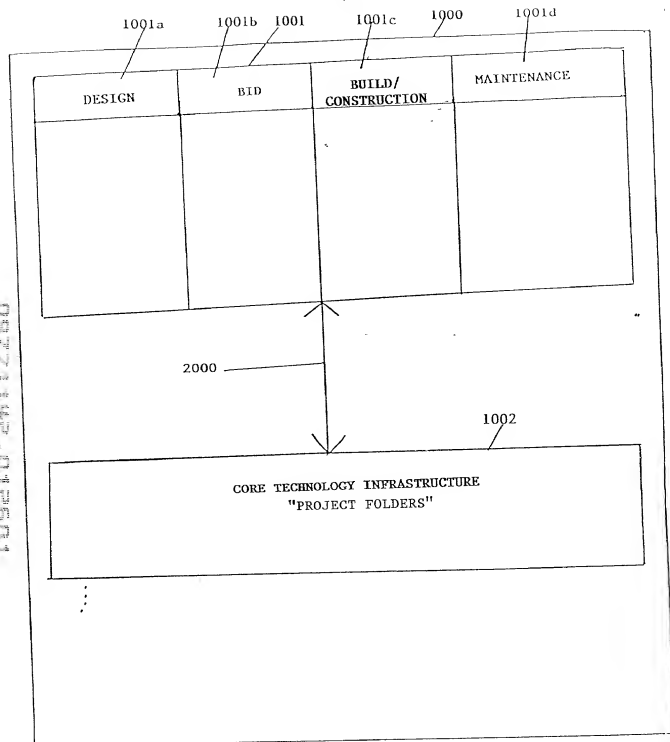 1001a 1001b 1001 1001c 1000 1001d
DESIGN BID BUILD/ CONSTRUCTION MAINTENANCE
2000
1002
CORE TECHNOLOGY INFRASTRUCTURE
"PROJECT FOLDERS"